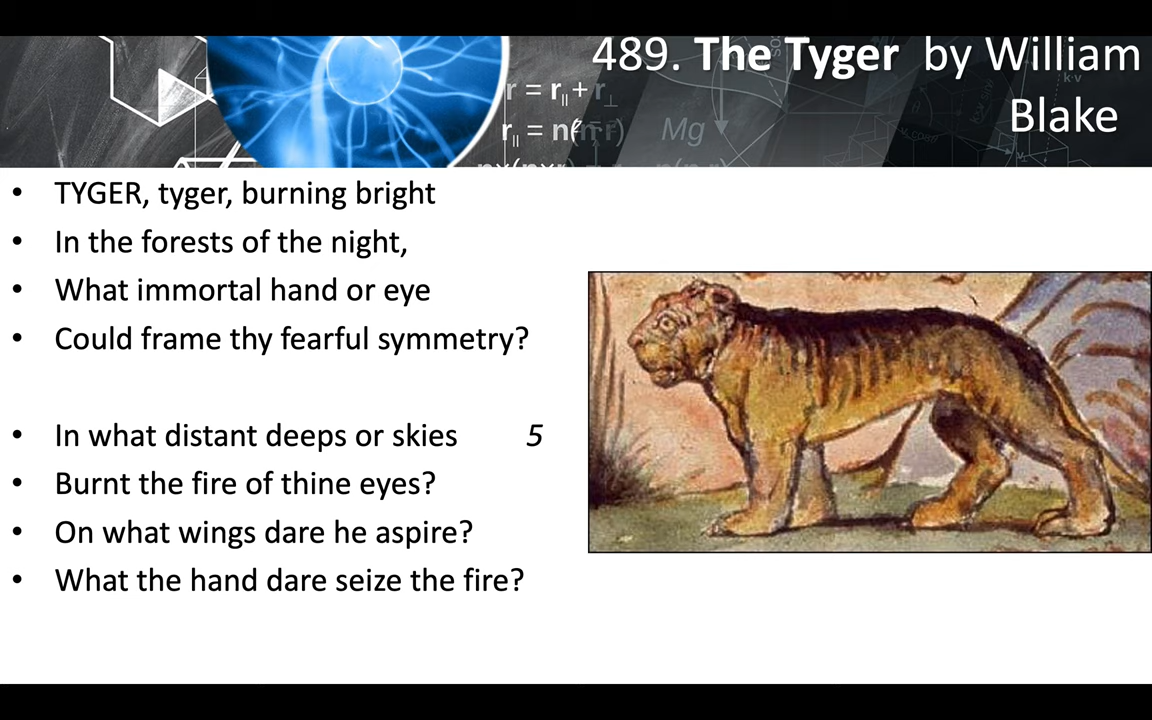 489. The Tyger by William
Blake
r = r|| + r⊥
r|| = n(n·r)
Mg
k·v
• TYGER, tyger, burning bright
• In the forests of the night,
• What immortal hand or eye
• Could frame thy fearful symmetry?
• In what distant deeps or skies 5
• Burnt the fire of thine eyes?
• On what wings dare he aspire?
• What the hand dare seize the fire?